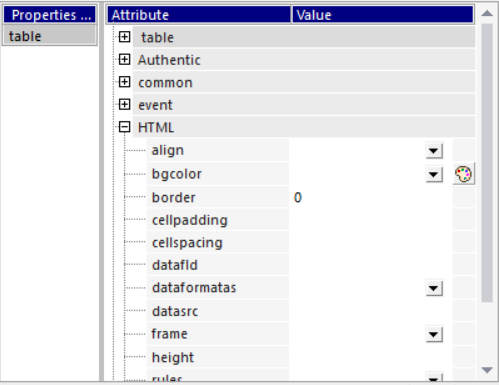 Properties ...
table
Attribute Value
table
Authentic
common
event
HTML
align
bgcolor
border 0
cellpadding
cellspacing
datafld
dataformatas
datasrc
frame
height
rules